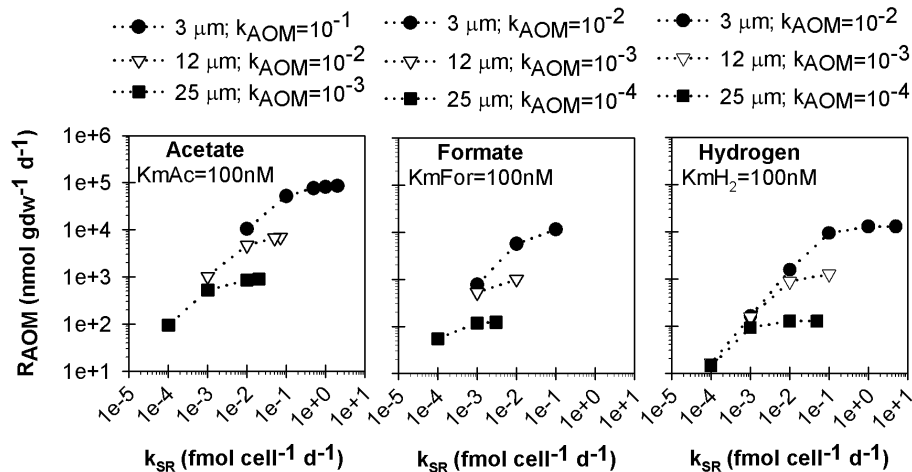 3 μm; kAOM=10-1
12 μm; kAOM=10-2
25 μm; kAOM=10-3
3 μm; kAOM=10-2
12 μm; kAOM=10-3
25 μm; kAOM=10-4
3 μm; kAOM=10-2
12 μm; kAOM=10-3
25 μm; kAOM=10-4
RAOM (nmol gdw-1 d-1)
1e+6
1e+5
1e+4
1e+3
1e+2
1e+1
Acetate
KmAc=100nM
1e-5
1e-4
1e-3
1e-2
1e-1
1e+0
1e+1
kSR (fmol cell-1 d-1)
Formate
KmFor=100nM
1e-5
1e-4
1e-3
1e-2
1e-1
1e+0
1e+1
kSR (fmol cell-1 d-1)
Hydrogen
KmH2=100nM
1e-5
1e-4
1e-3
1e-2
1e-1
1e+0
1e+1
kSR (fmol cell-1 d-1)